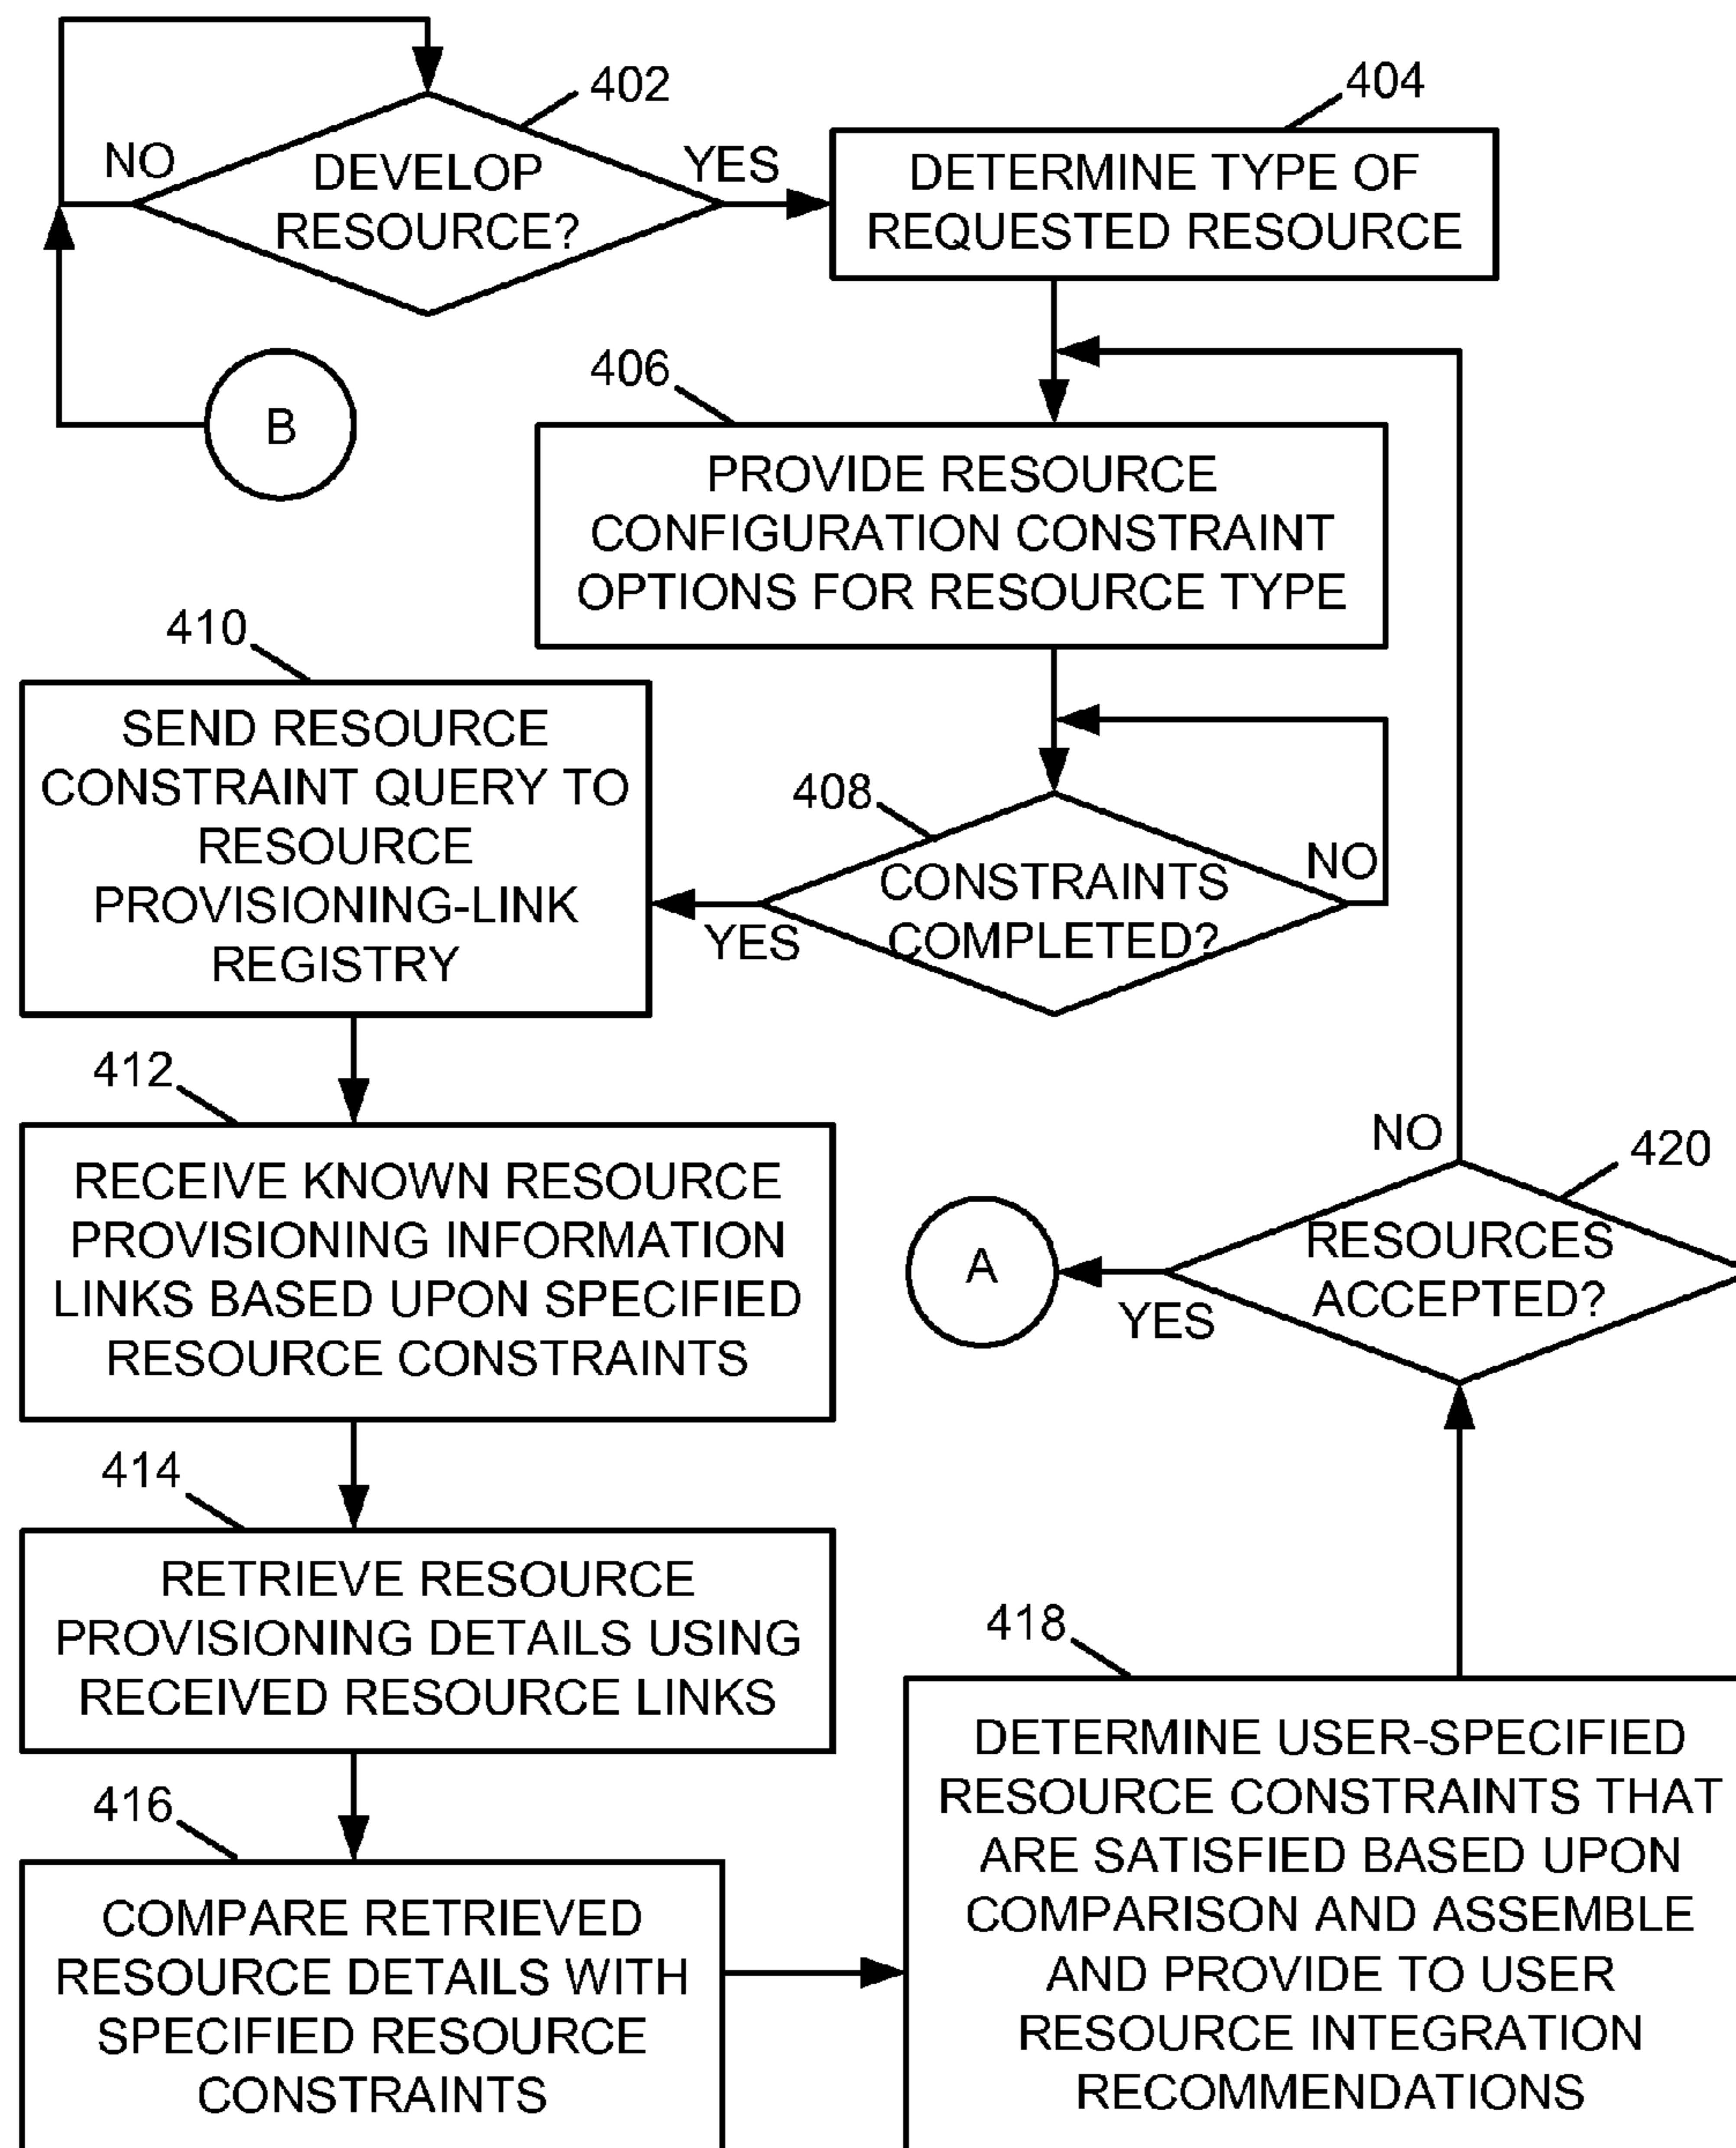 402
NO
DEVELOP
RESOURCE?
YES
404
DETERMINE TYPE OF
REQUESTED RESOURCE
B
406
PROVIDE RESOURCE
CONFIGURATION CONSTRAINT
OPTIONS FOR RESOURCE TYPE
408
CONSTRAINTS
COMPLETED?
NO
YES
410
SEND RESOURCE
CONSTRAINT QUERY TO
RESOURCE
PROVISIONING-LINK
REGISTRY
412
RECEIVE KNOWN RESOURCE
PROVISIONING INFORMATION
LINKS BASED UPON SPECIFIED
RESOURCE CONSTRAINTS
414
RETRIEVE RESOURCE
PROVISIONING DETAILS USING
RECEIVED RESOURCE LINKS
416
COMPARE RETRIEVED
RESOURCE DETAILS WITH
SPECIFIED RESOURCE
CONSTRAINTS
418
DETERMINE USER-SPECIFIED
RESOURCE CONSTRAINTS THAT
ARE SATISFIED BASED UPON
COMPARISON AND ASSEMBLE
AND PROVIDE TO USER
RESOURCE INTEGRATION
RECOMMENDATIONS
420
RESOURCES
ACCEPTED?
NO
YES
A